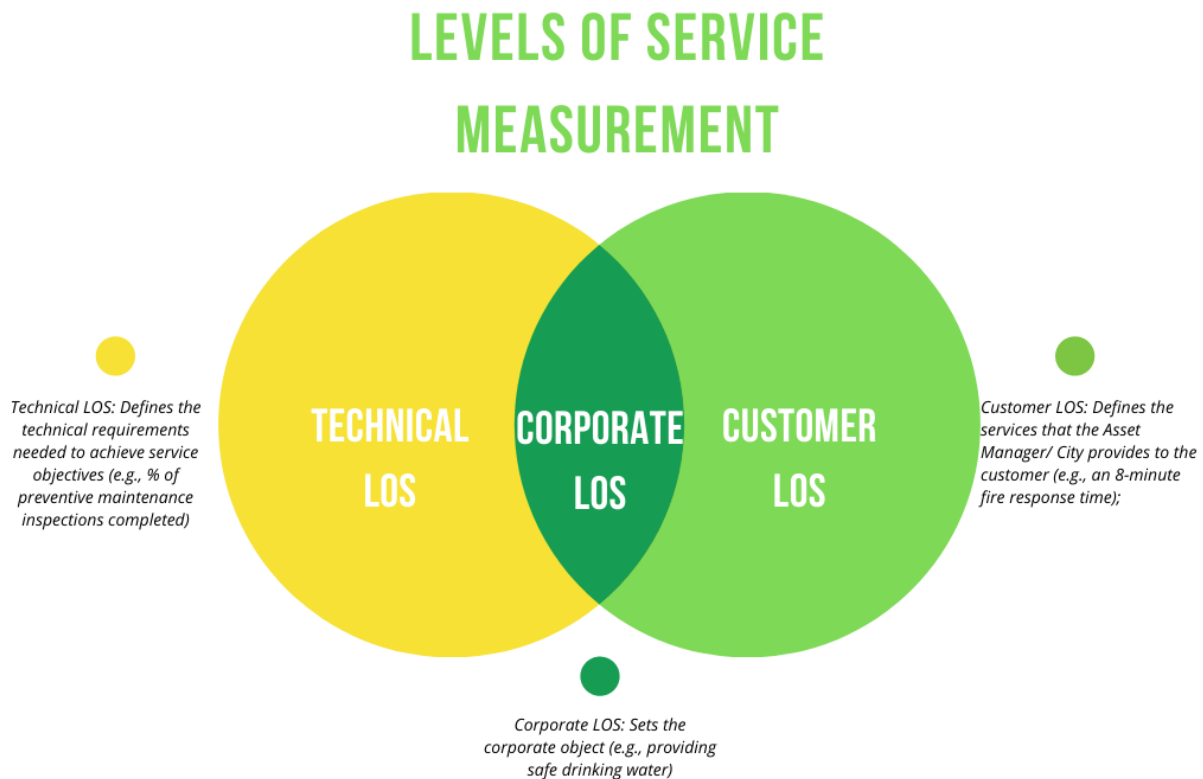 LEVELS OF SERVICE
MEASUREMENT
TECHNICAL
LOS
CORPORATE
LOS
CUSTOMER
LOS
Technical LOS: Defines the
technical requirements
needed to achieve service
objectives (e.g., % of
preventive maintenance
inspections completed)
Customer LOS: Defines the
services that the Asset
Manager/ City provides to the
customer (e.g., an 8-minute
fire response time);
Corporate LOS: Sets the
corporate object (e.g., providing
safe drinking water)